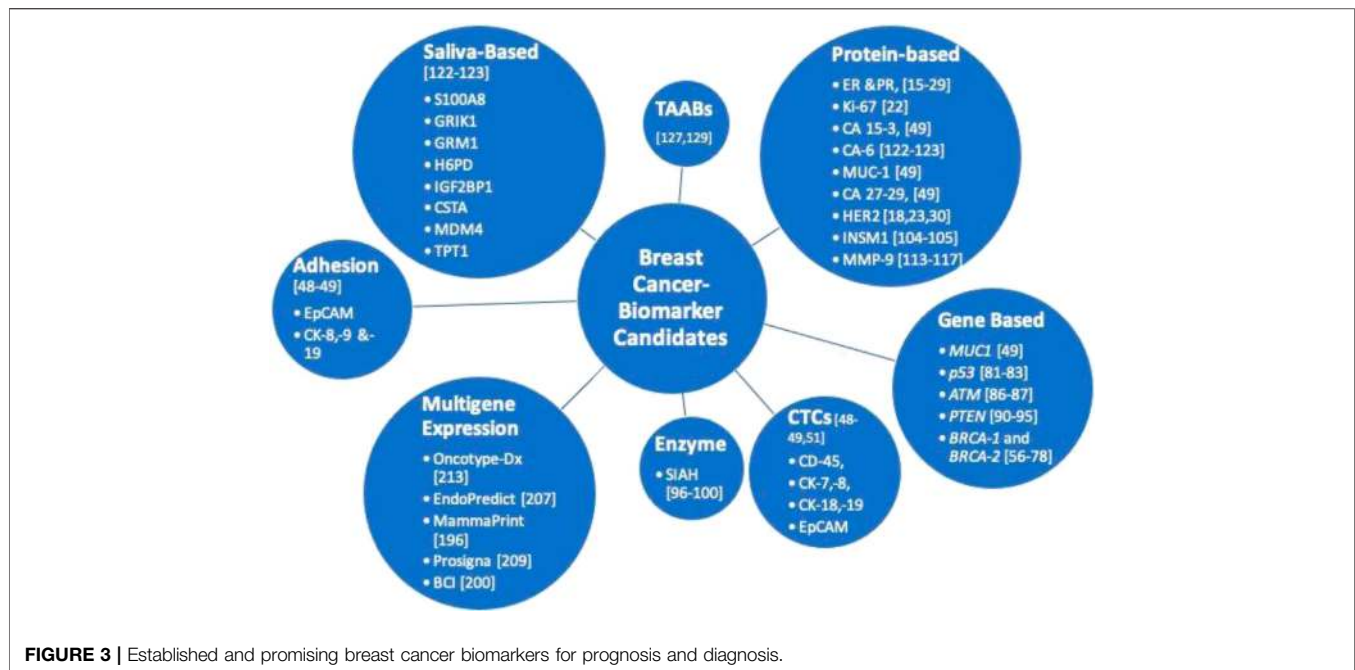 Saliva-Based
[122-123]
• S100A8
• GRIK1
• GRM1
• H6PD
• IGF2BP1
• CSTA
• MDM4
• TPT1
TAABs
[127,129]
Protein-based
• ER &PR, [15-29]
• Ki-67 [22]
• CA 15-3, [49]
• CA-6 [122-123]
• MUC-1 [49]
• CA 27-29, [49]
• HER2 [18,23,30]
• INSM1 [104-105]
• MMP-9 [113-117]
Adhesion
[48-49]
• EpCAM
• CK-8,-9 &-
19
Breast
Cancer-
Biomarker
Candidates
Gene Based
• MUC1 [49]
• p53 [81-83]
• ATM [86-87]
• PTEN [90-95]
• BRCA-1 and
BRCA-2 [56-78]
Multigene
Expression
• Oncotype-Dx
[213]
• EndoPredict [207]
• MammaPrint
[196]
• Prosigna [209]
• BCI [200]
Enzyme
• SIAH
[96-100]
CTCs [48-
49,51]
• CD-45,
• CK-7,-8,
• CK-18,-19
• EpCAM
FIGURE 3 | Established and promising breast cancer biomarkers for prognosis and diagnosis.